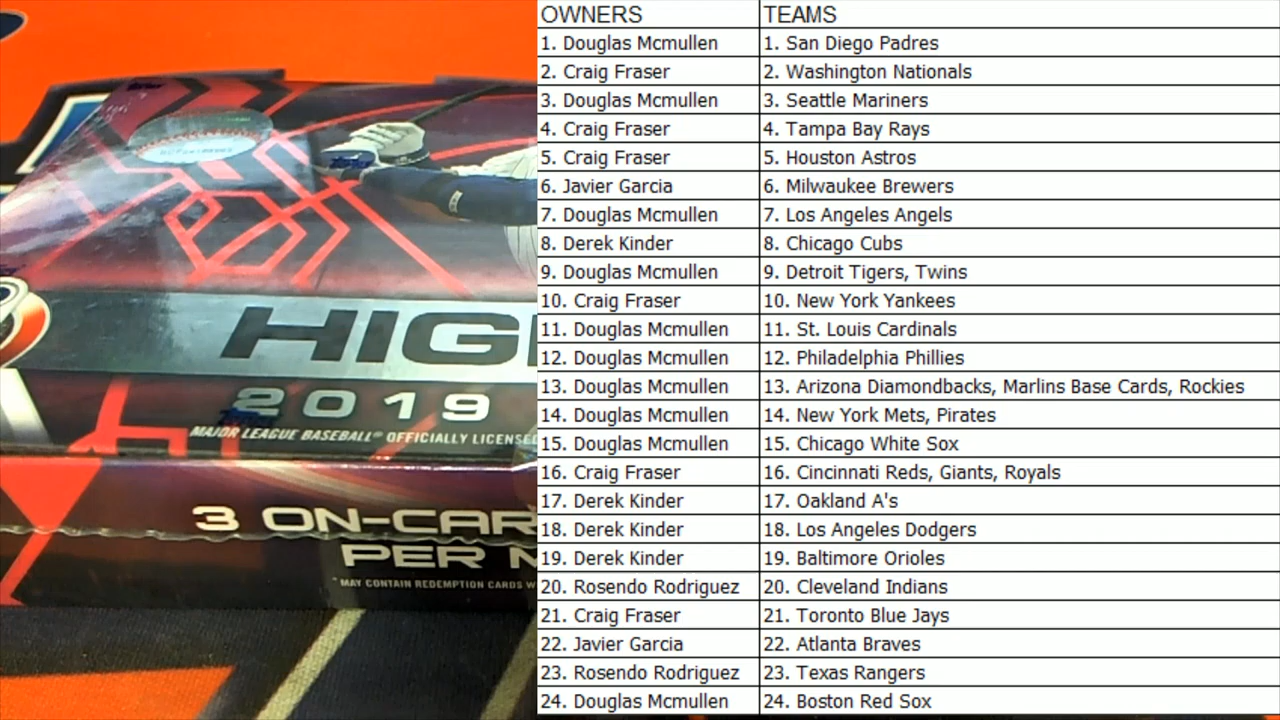 HIG
2019
MAJOR LEAGUE BASEBALL® OFFICIALLY LICENSED
3 ON-CAR
PER M
* MAY CONTAIN REDEMPTION CARDS W
OWNERS TEAMS
1. Douglas Mcmullen 1. San Diego Padres
2. Craig Fraser 2. Washington Nationals
3. Douglas Mcmullen 3. Seattle Mariners
4. Craig Fraser 4. Tampa Bay Rays
5. Craig Fraser 5. Houston Astros
6. Javier Garcia 6. Milwaukee Brewers
7. Douglas Mcmullen 7. Los Angeles Angels
8. Derek Kinder 8. Chicago Cubs
9. Douglas Mcmullen 9. Detroit Tigers, Twins
10. Craig Fraser 10. New York Yankees
11. Douglas Mcmullen 11. St. Louis Cardinals
12. Douglas Mcmullen 12. Philadelphia Phillies
13. Douglas Mcmullen 13. Arizona Diamondbacks, Marlins Base Cards, Rockies
14. Douglas Mcmullen 14. New York Mets, Pirates
15. Douglas Mcmullen 15. Chicago White Sox
16. Craig Fraser 16. Cincinnati Reds, Giants, Royals
17. Derek Kinder 17. Oakland A's
18. Derek Kinder 18. Los Angeles Dodgers
19. Derek Kinder 19. Baltimore Orioles
20. Rosendo Rodriguez 20. Cleveland Indians
21. Craig Fraser 21. Toronto Blue Jays
22. Javier Garcia 22. Atlanta Braves
23. Rosendo Rodriguez 23. Texas Rangers
24. Douglas Mcmullen 24. Boston Red Sox